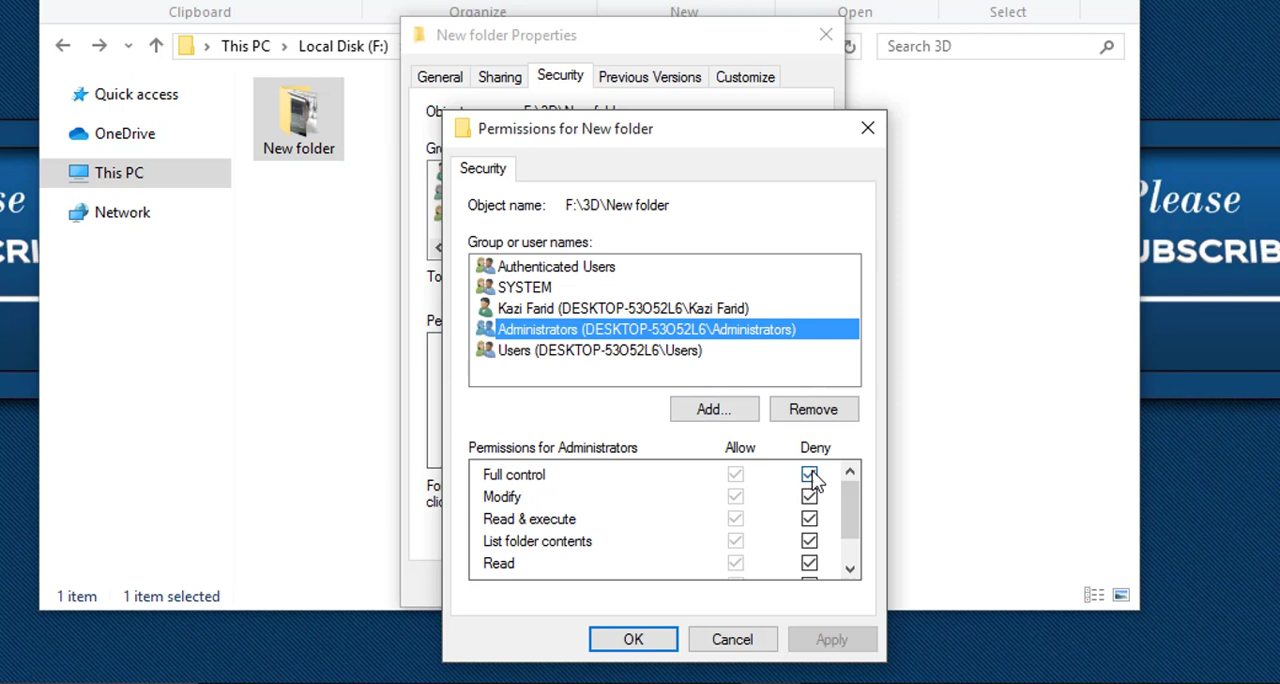 Clipboard
Organize
New
Open
Select
This PC
Local Disk (F:)
Search 3D
Quick access
OneDrive
This PC
Network
New folder
1 item
1 item selected
New folder Properties
General
Sharing
Security
Previous Versions
Customize
Permissions for New folder
Security
Object name: F:\3D\New folder
Group or user names:
Authenticated Users
SYSTEM
Kazi Farid (DESKTOP-53O52L6\Kazi Farid)
Administrators (DESKTOP-53O52L6\Administrators)
Users (DESKTOP-53O52L6\Users)
Add...
Remove
Permissions for Administrators
Allow
Deny
Full control
Modify
Read & execute
List folder contents
Read
OK
Cancel
Apply